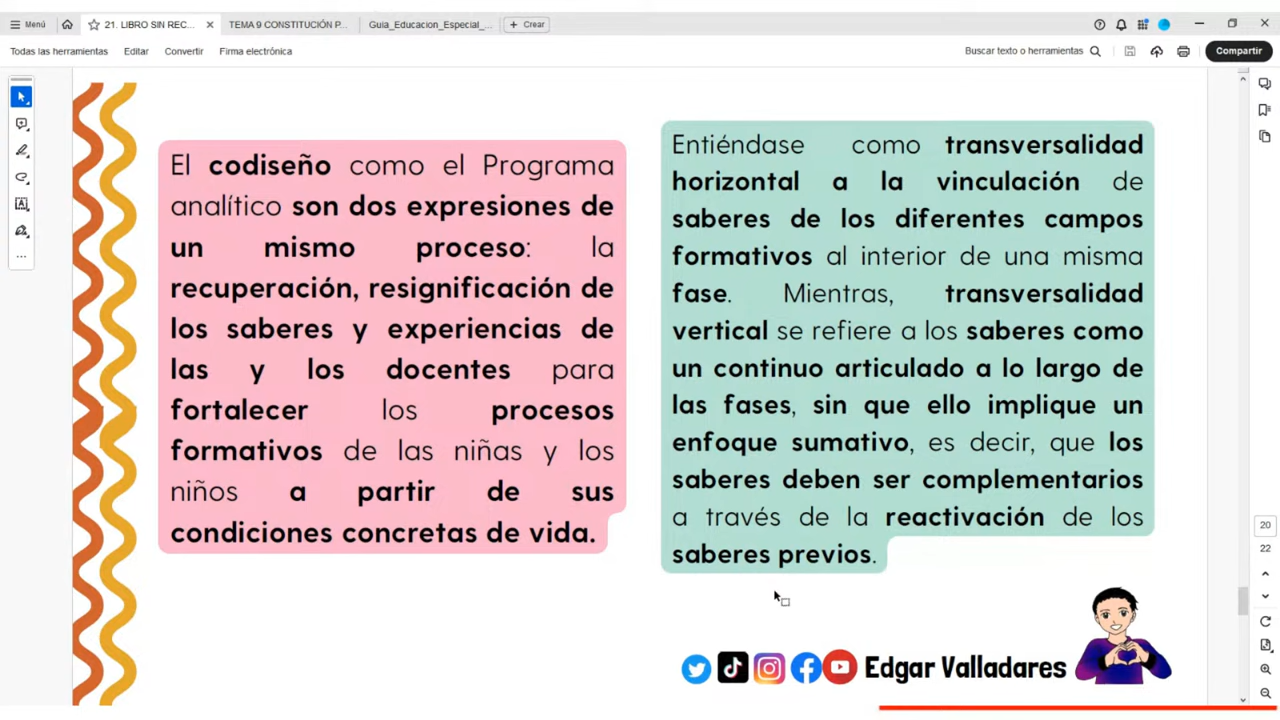 Menú
21. LIBRO SIN REC...
TEMA 9 CONSTITUCIÓN P...
Guia_Educacion_Especial_...
+ Crear
Todas las herramientas
Editar
Convertir
Firma electrónica
Buscar texto o herramientas
Compartir
El codiseño como el Programa
analítico son dos expresiones de
un mismo proceso: la
recuperación, resignificación de
los saberes y experiencias de
las y los docentes para
fortalecer los procesos
formativos de las niñas y los
niños a partir de sus
condiciones concretas de vida.
Entiéndase como transversalidad
horizontal a la vinculación de
saberes de los diferentes campos
formativos al interior de una misma
fase. Mientras, transversalidad
vertical se refiere a los saberes como
un continuo articulado a lo largo de
las fases, sin que ello implique un
enfoque sumativo, es decir, que los
saberes deben ser complementarios
a través de la reactivación de los
saberes previos.
20
22
Edgar Valladares